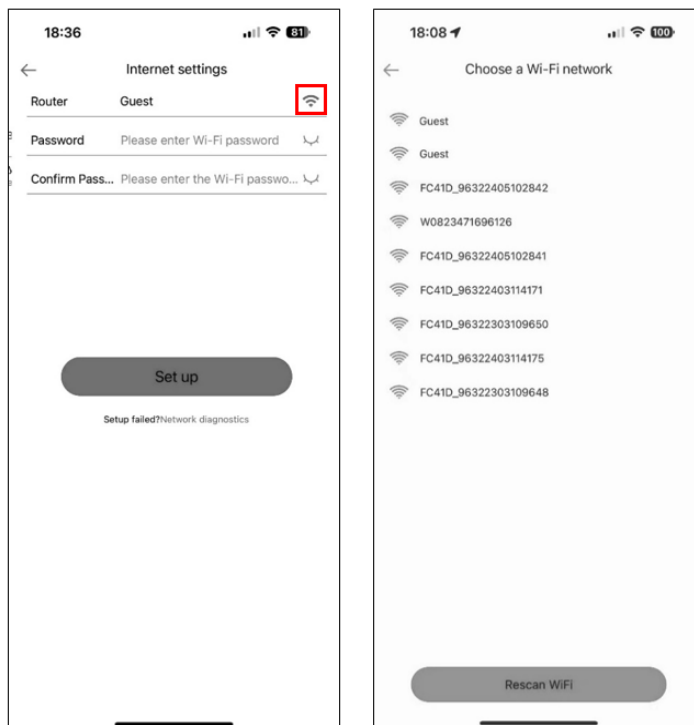 18:36
81
Internet settings
Router Guest
Password Please enter Wi-Fi password
Confirm Pass... Please enter the Wi-Fi passwo...
Set up
Setup failed?Network diagnostics
18:08
100
Choose a Wi-Fi network
Guest
Guest
FC41D_96322405102842
W0823471696126
FC41D_96322405102841
FC41D_96322403114171
FC41D_96322303109650
FC41D_96322403114175
FC41D_96322303109648
Rescan WiFi